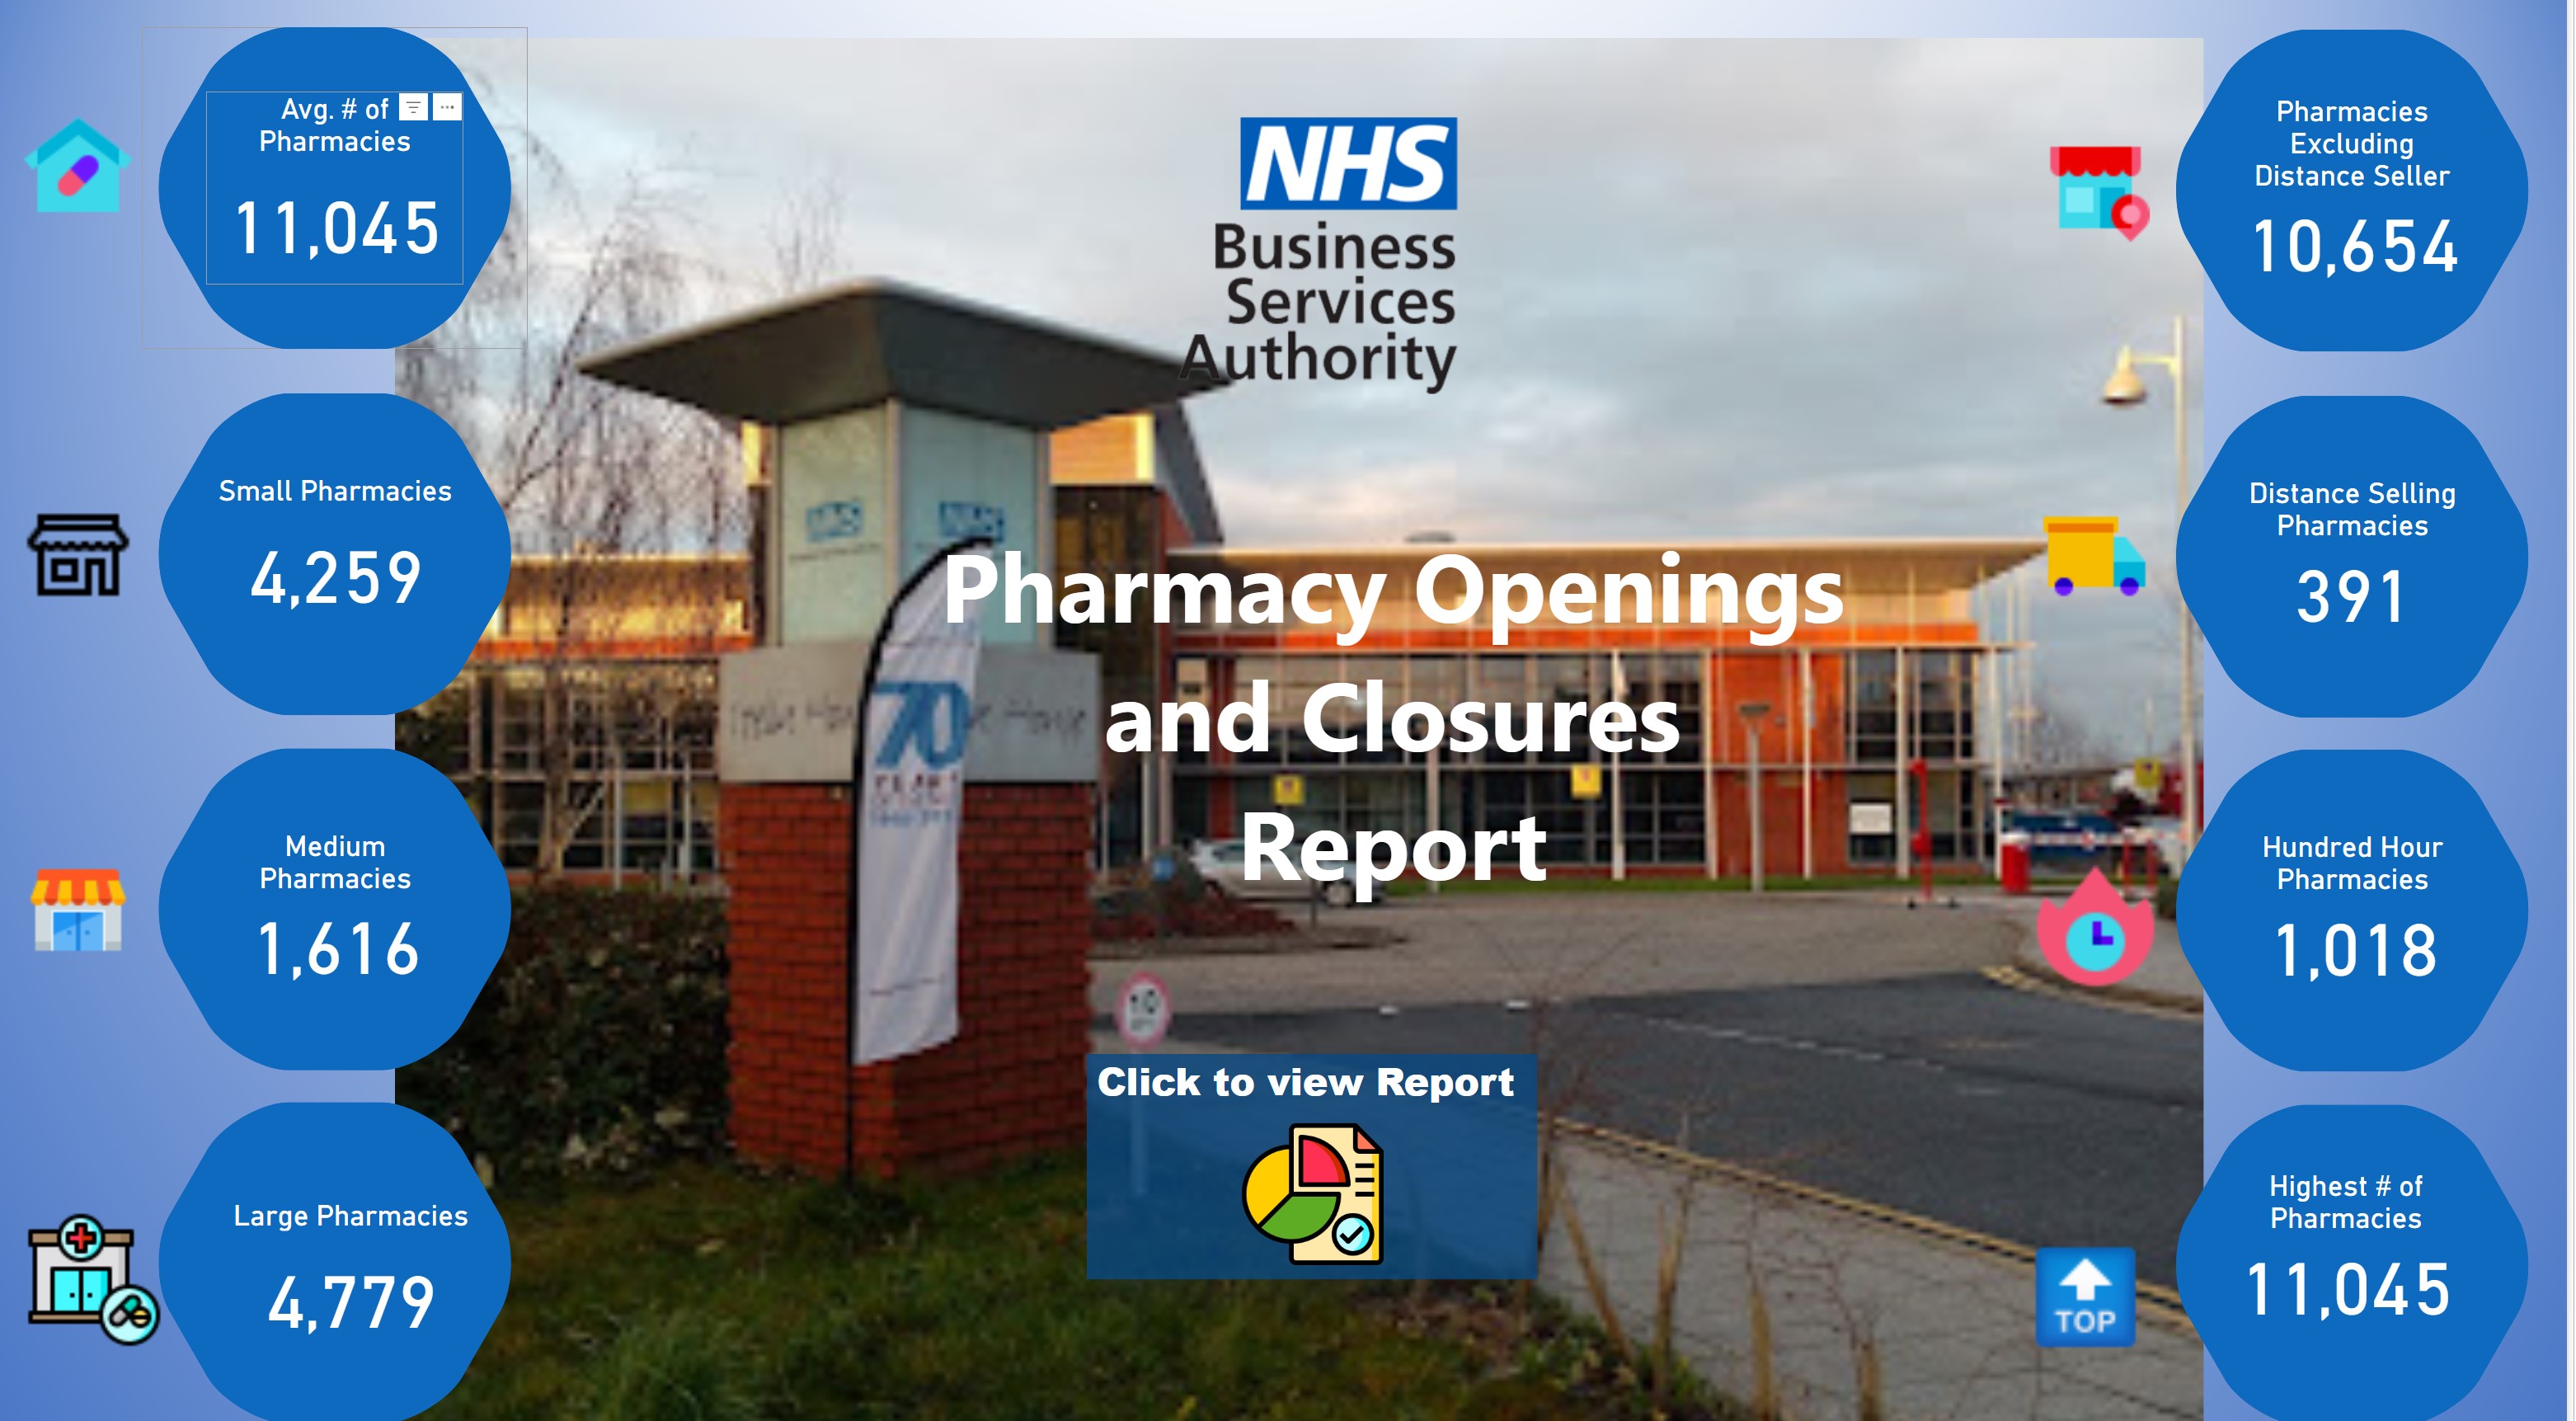 Avg. # of
Pharmacies
11,045
Small Pharmacies
4,259
Medium
Pharmacies
1,616
Large Pharmacies
4,779
NHS
Business
Services
Authority
Pharmacy Openings
and Closures
Report
70
Click to view Report
Pharmacies
Excluding
Distance Seller
10,654
Distance Selling
Pharmacies
391
Hundred Hour
Pharmacies
1,018
Highest # of
Pharmacies
11,045
TOP